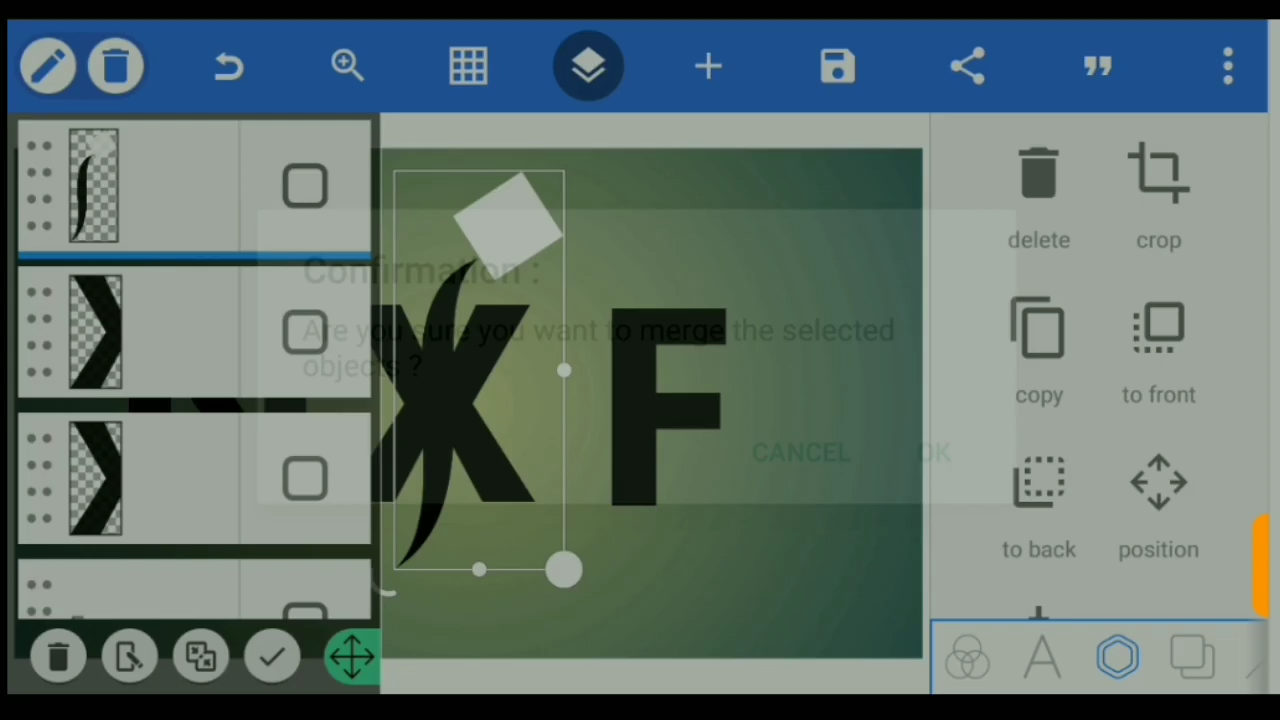 delete
crop
Confirmation :
Are you sure you want to merge the selected
objects ?
X F
copy
to front
CANCEL
OK
to back
position